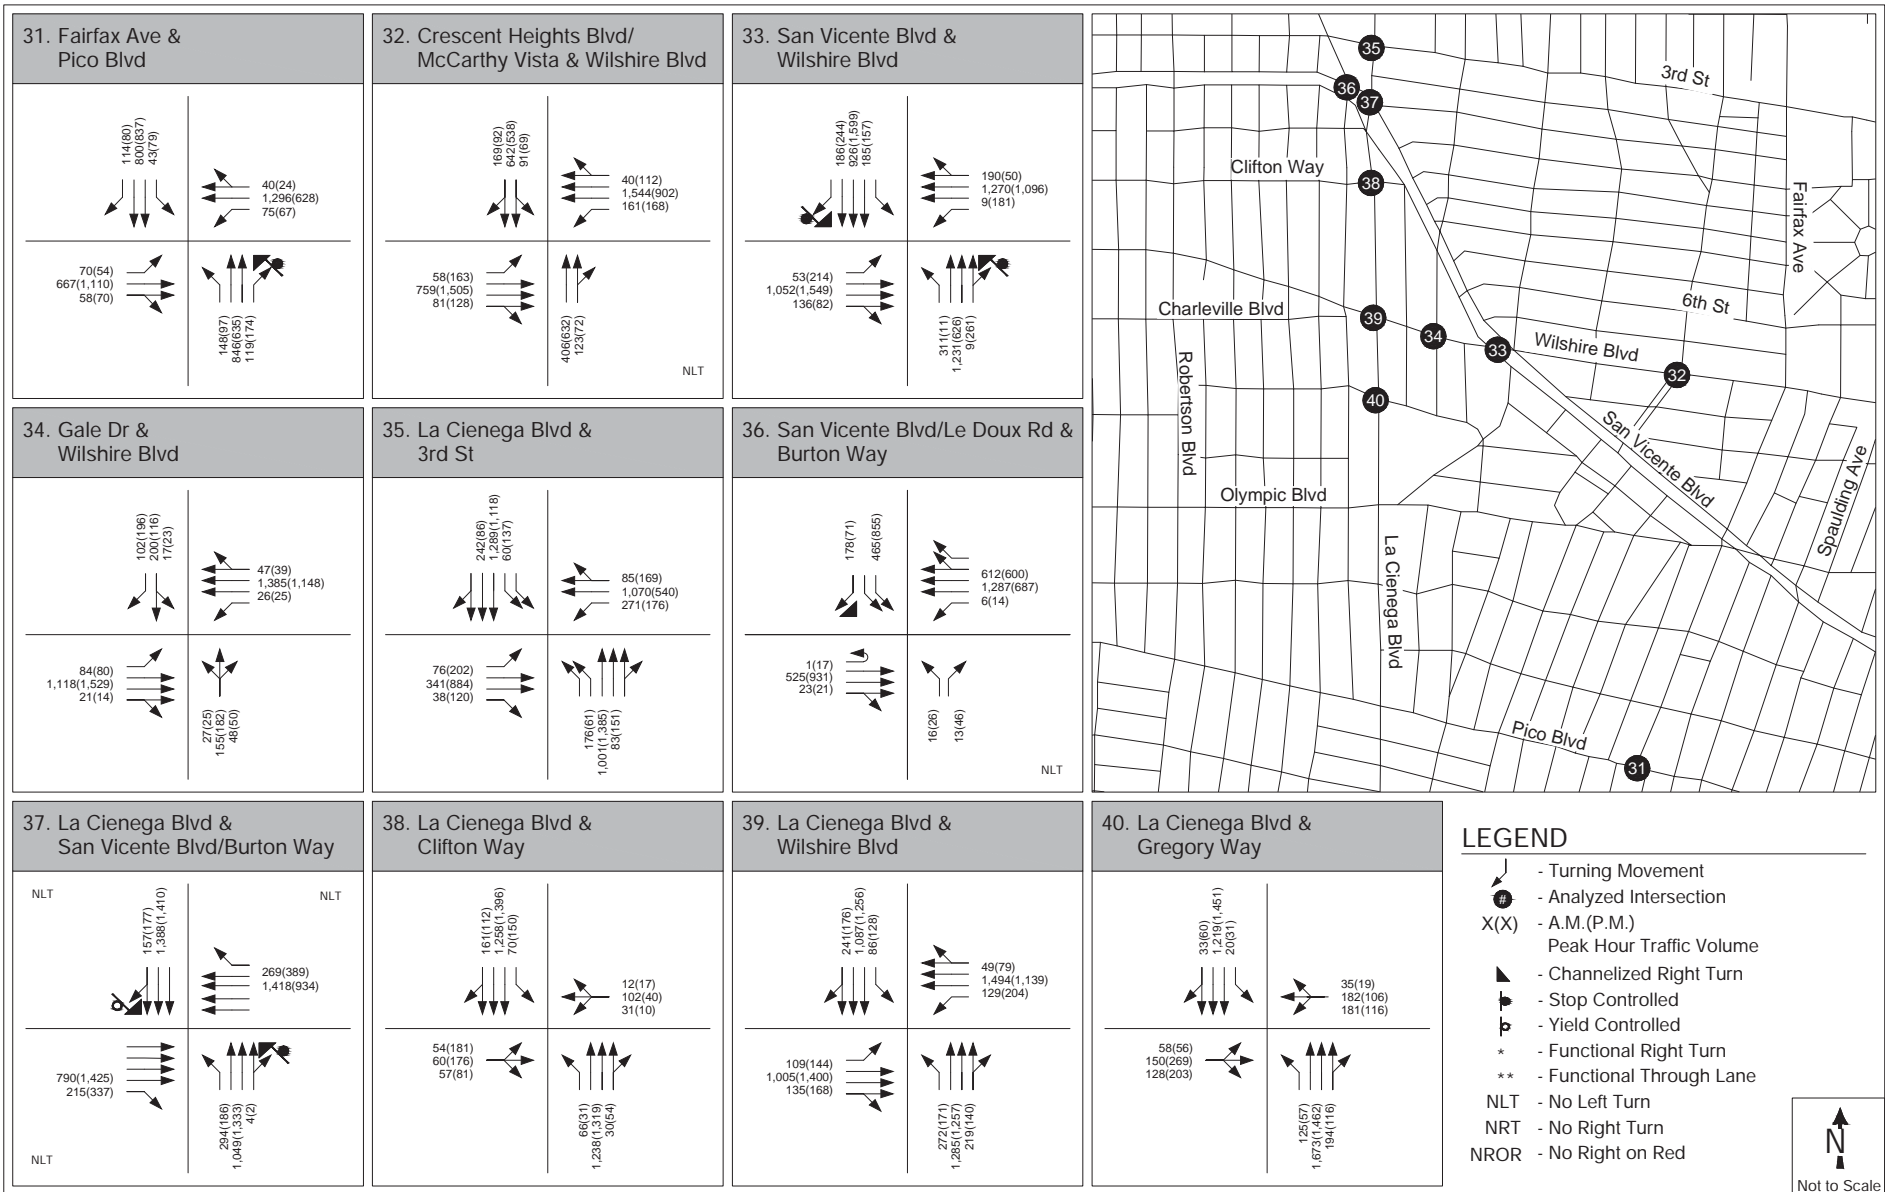 31. Fairfax Ave &
Pico Blvd
114(80)
800(837)
43(79)
40(24)
1,296(628)
75(67)
70(54)
667(1,110)
58(70)
148(97)
846(635)
119(174)
32. Crescent Heights Blvd/
McCarthy Vista & Wilshire Blvd
169(92)
642(538)
91(69)
40(112)
1,544(902)
161(168)
58(163)
759(1,505)
81(128)
406(632)
123(72)
NLT
33. San Vicente Blvd &
Wilshire Blvd
186(244)
926(1,599)
185(157)
190(50)
1,270(1,096)
9(181)
53(214)
1,052(1,549)
136(82)
311(11)
1,231(626)
9(261)
34. Gale Dr &
Wilshire Blvd
102(196)
200(116)
17(23)
47(39)
1,385(1,148)
26(25)
84(80)
1,118(1,529)
21(14)
27(25)
155(182)
48(50)
35. La Cienega Blvd &
3rd St
242(86)
1,289(1,118)
60(137)
85(169)
1,070(540)
271(176)
76(202)
341(884)
38(120)
176(61)
1,001(1,385)
83(151)
36. San Vicente Blvd/Le Doux Rd &
Burton Way
178(71)
465(855)
612(600)
1,287(687)
6(14)
1(17)
525(931)
23(21)
16(26)
13(46)
NLT
37. La Cienega Blvd &
San Vicente Blvd/Burton Way
NLT
NLT
157(177)
1,388(1,410)
269(389)
1,418(934)
790(1,425)
215(337)
294(186)
1,049(1,333)
4(2)
NLT
38. La Cienega Blvd &
Clifton Way
161(112)
1,258(1,396)
70(150)
12(17)
102(40)
31(10)
54(181)
60(176)
57(81)
66(31)
1,238(1,319)
30(54)
39. La Cienega Blvd &
Wilshire Blvd
241(176)
1,087(1,256)
86(128)
49(79)
1,494(1,139)
129(204)
109(144)
1,005(1,400)
135(168)
272(171)
1,285(1,257)
219(140)
40. La Cienega Blvd &
Gregory Way
33(60)
1,219(1,451)
20(31)
35(19)
182(106)
181(116)
58(56)
150(269)
128(203)
125(57)
1,673(1,462)
194(116)
35
36
37
3rd St
Clifton Way
38
Fairfax Ave
6th St
Charleville Blvd
39
34
33
Wilshire Blvd
32
Robertson Blvd
40
San Vicente Blvd
Spaulding Ave
Olympic Blvd
La Cienega Blvd
Pico Blvd
31
LEGEND
- Turning Movement
# - Analyzed Intersection
X(X) - A.M.(P.M.)
Peak Hour Traffic Volume
- Channelized Right Turn
- Stop Controlled
- Yield Controlled
* - Functional Right Turn
** - Functional Through Lane
NLT - No Left Turn
NRT - No Right Turn
NROR - No Right on Red
N
Not to Scale